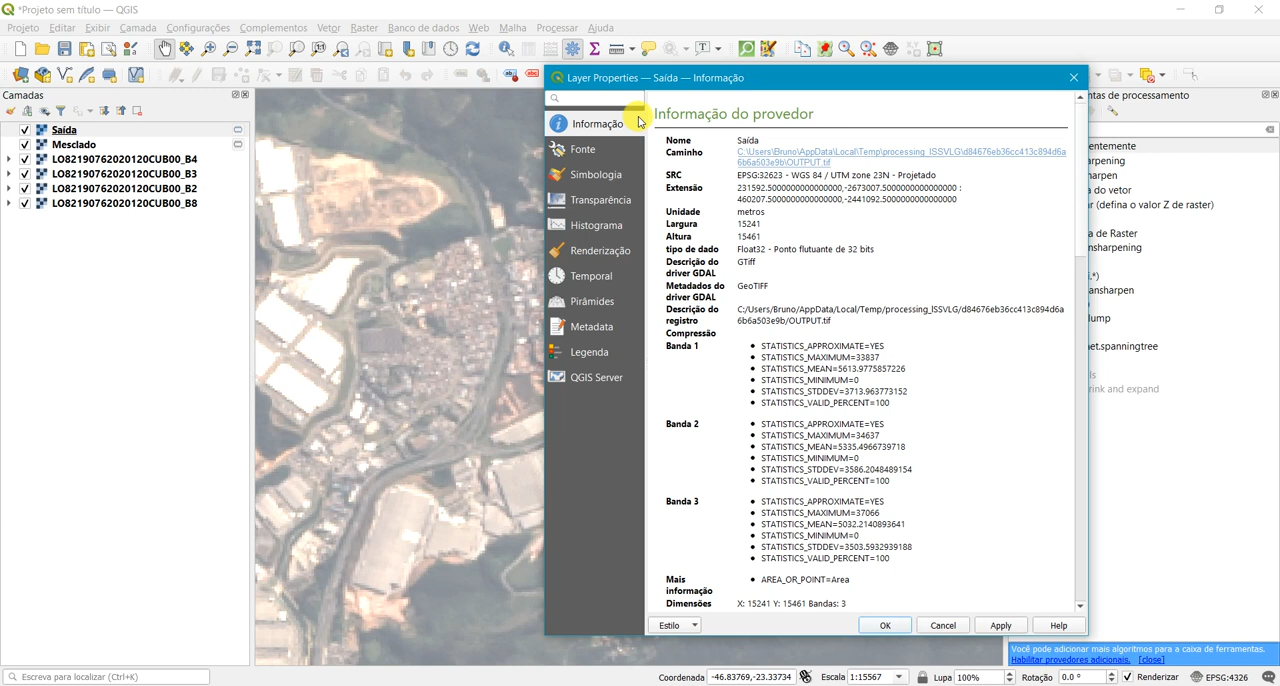 *Projeto sem título — QGIS
Projeto Editar Exibir Camada Configurações Complementos Vetor Raster Banco de dados Web Malha Processar Ajuda
Camadas
Saída
Mesclado
LO82190762020120CUB00_B4
LO82190762020120CUB00_B3
LO82190762020120CUB00_B2
LO82190762020120CUB00_B8
Layer Properties — Saída — Informação
Informação
Fonte
Simbologia
Transparência
Histograma
Renderização
Temporal
Pirâmides
Metadata
Legenda
QGIS Server
Informação do provedor
Nome Saída
Caminho C:\Users\Bruno\AppData\Local\Temp\processing_lSSVLG\d84676eb36cc413c894d6a
6b6a503e9b\OUTPUT.tif
SRC EPSG:32623 - WGS 84 / UTM zone 23N - Projetado
Extensão 231592.5000000000000000,-2673007.5000000000000000 :
460207.5000000000000000,-2441092.5000000000000000
Unidade metros
Largura 15241
Altura 15461
tipo de dado Float32 - Ponto flutuante de 32 bits
Descrição do driver GDAL GTiff
Metadados do driver GDAL GeoTIFF
Descrição do registro C:/Users/Bruno/AppData/Local/Temp/processing_lSSVLG/d84676eb36cc413c894d6a
6b6a503e9b/OUTPUT.tif
Compressão
Banda 1
• STATISTICS_APPROXIMATE=YES
• STATISTICS_MAXIMUM=33837
• STATISTICS_MEAN=5613.9775857226
• STATISTICS_MINIMUM=0
• STATISTICS_STDDEV=3713.963773152
• STATISTICS_VALID_PERCENT=100
Banda 2
• STATISTICS_APPROXIMATE=YES
• STATISTICS_MAXIMUM=34637
• STATISTICS_MEAN=5335.4966739718
• STATISTICS_MINIMUM=0
• STATISTICS_STDDEV=3586.2048489154
• STATISTICS_VALID_PERCENT=100
Banda 3
• STATISTICS_APPROXIMATE=YES
• STATISTICS_MAXIMUM=37066
• STATISTICS_MEAN=5032.2140893641
• STATISTICS_MINIMUM=0
• STATISTICS_STDDEV=3503.5932939188
• STATISTICS_VALID_PERCENT=100
Mais informação • AREA_OR_POINT=Area
Dimensões X: 15241 Y: 15461 Bandas: 3
Estilo OK Cancel Apply Help
ntas de processamento
entemente
arpening
arpen
do vetor
r (defina o valor Z de raster)
a de Raster
nsharpening
.*)
ansharpen
lump
net.spanningtree
ls
rink and expand
Você pode adicionar mais algoritmos para a caixa de ferramentas.
Habilitar provedores adicionais. [close]
Escreva para localizar (Ctrl+K)
Coordenada -46.83769,-23.33734 Escala 1:15567 Lupa 100% Rotação 0.0 ° Renderizar EPSG:4326